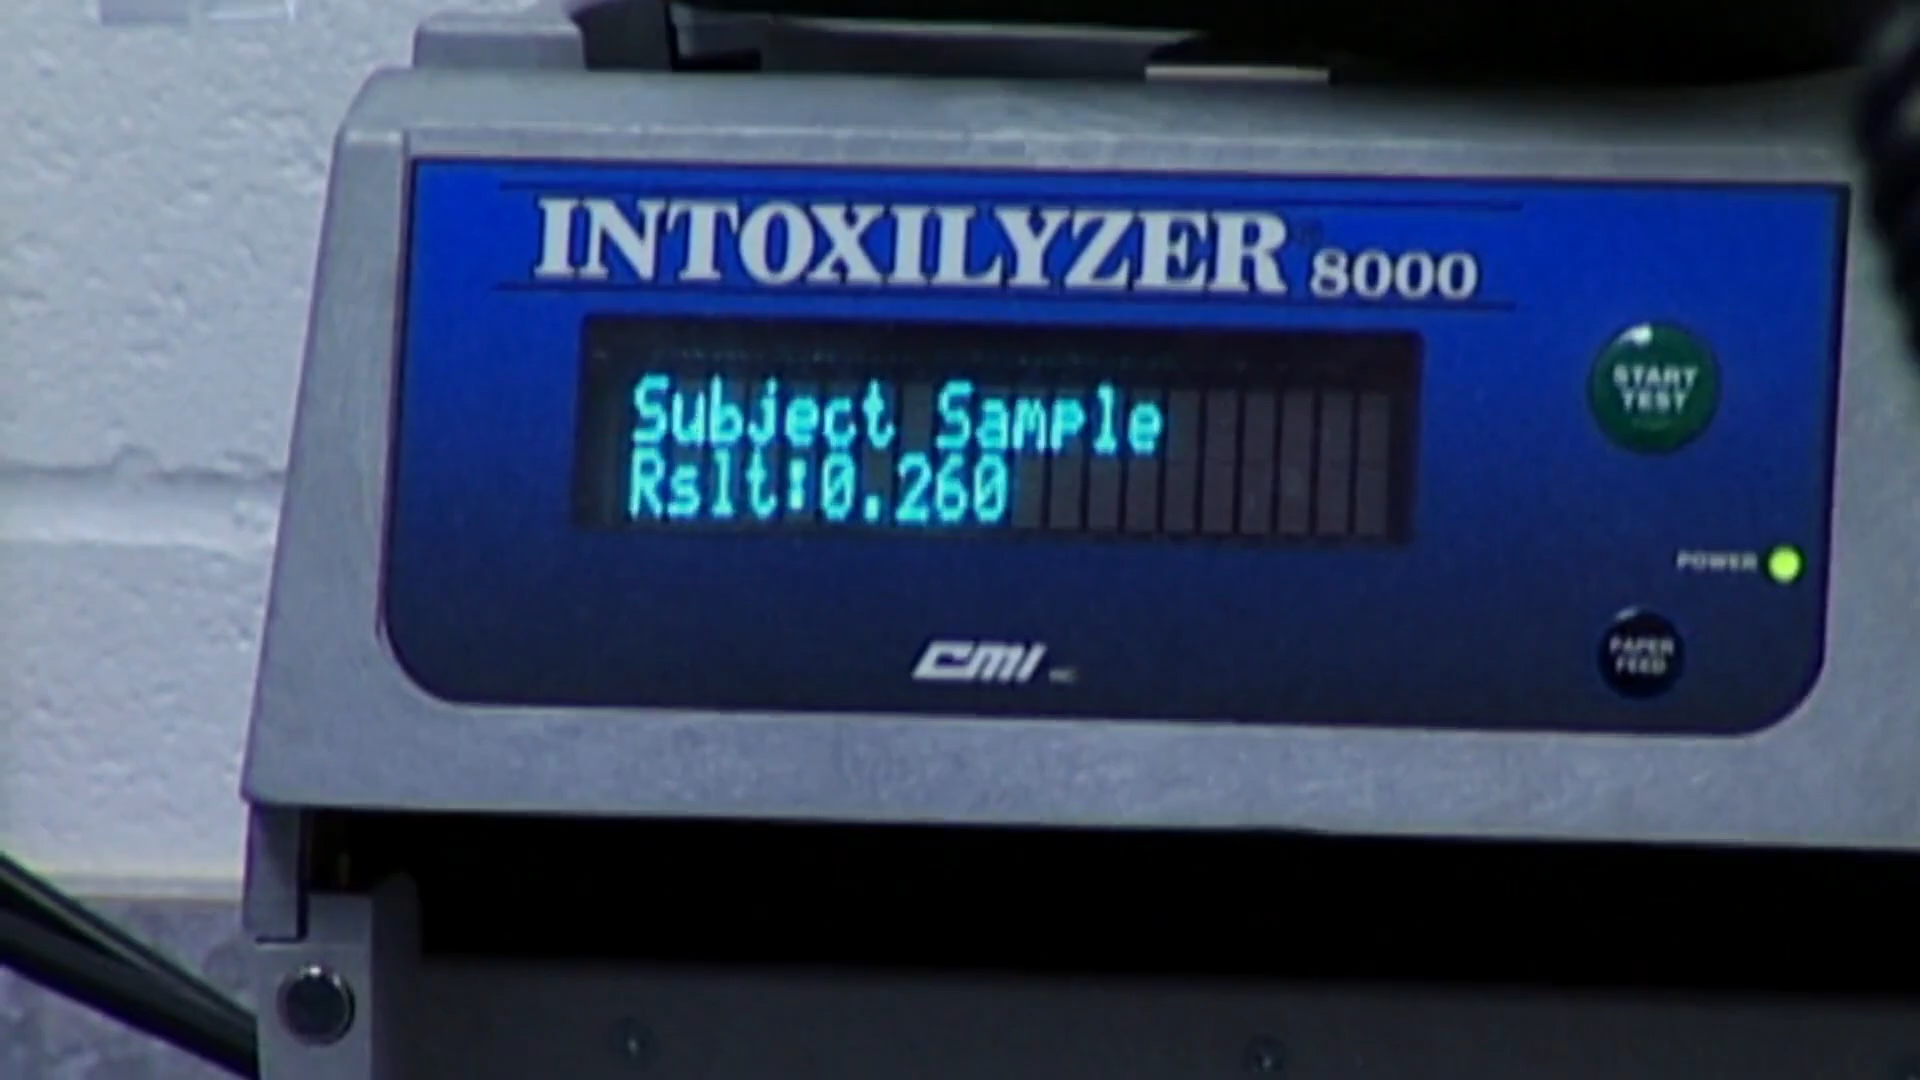 INTOXILYZER 8000
Subject Sample
Rslt:0.260
START
TEST
POWER
PAPER
FEED
CMI